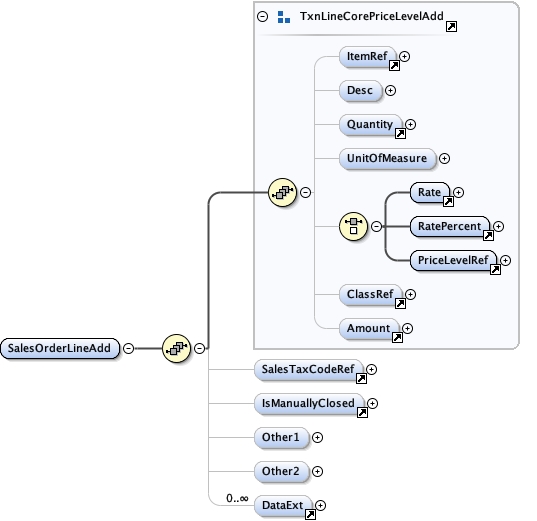 TxnLineCorePriceLevelAdd
ItemRef
Desc
Quantity
UnitOfMeasure
Rate
RatePercent
PriceLevelRef
ClassRef
Amount
SalesOrderLineAdd
SalesTaxCodeRef
IsManuallyClosed
Other1
Other2
0..∞
DataExt